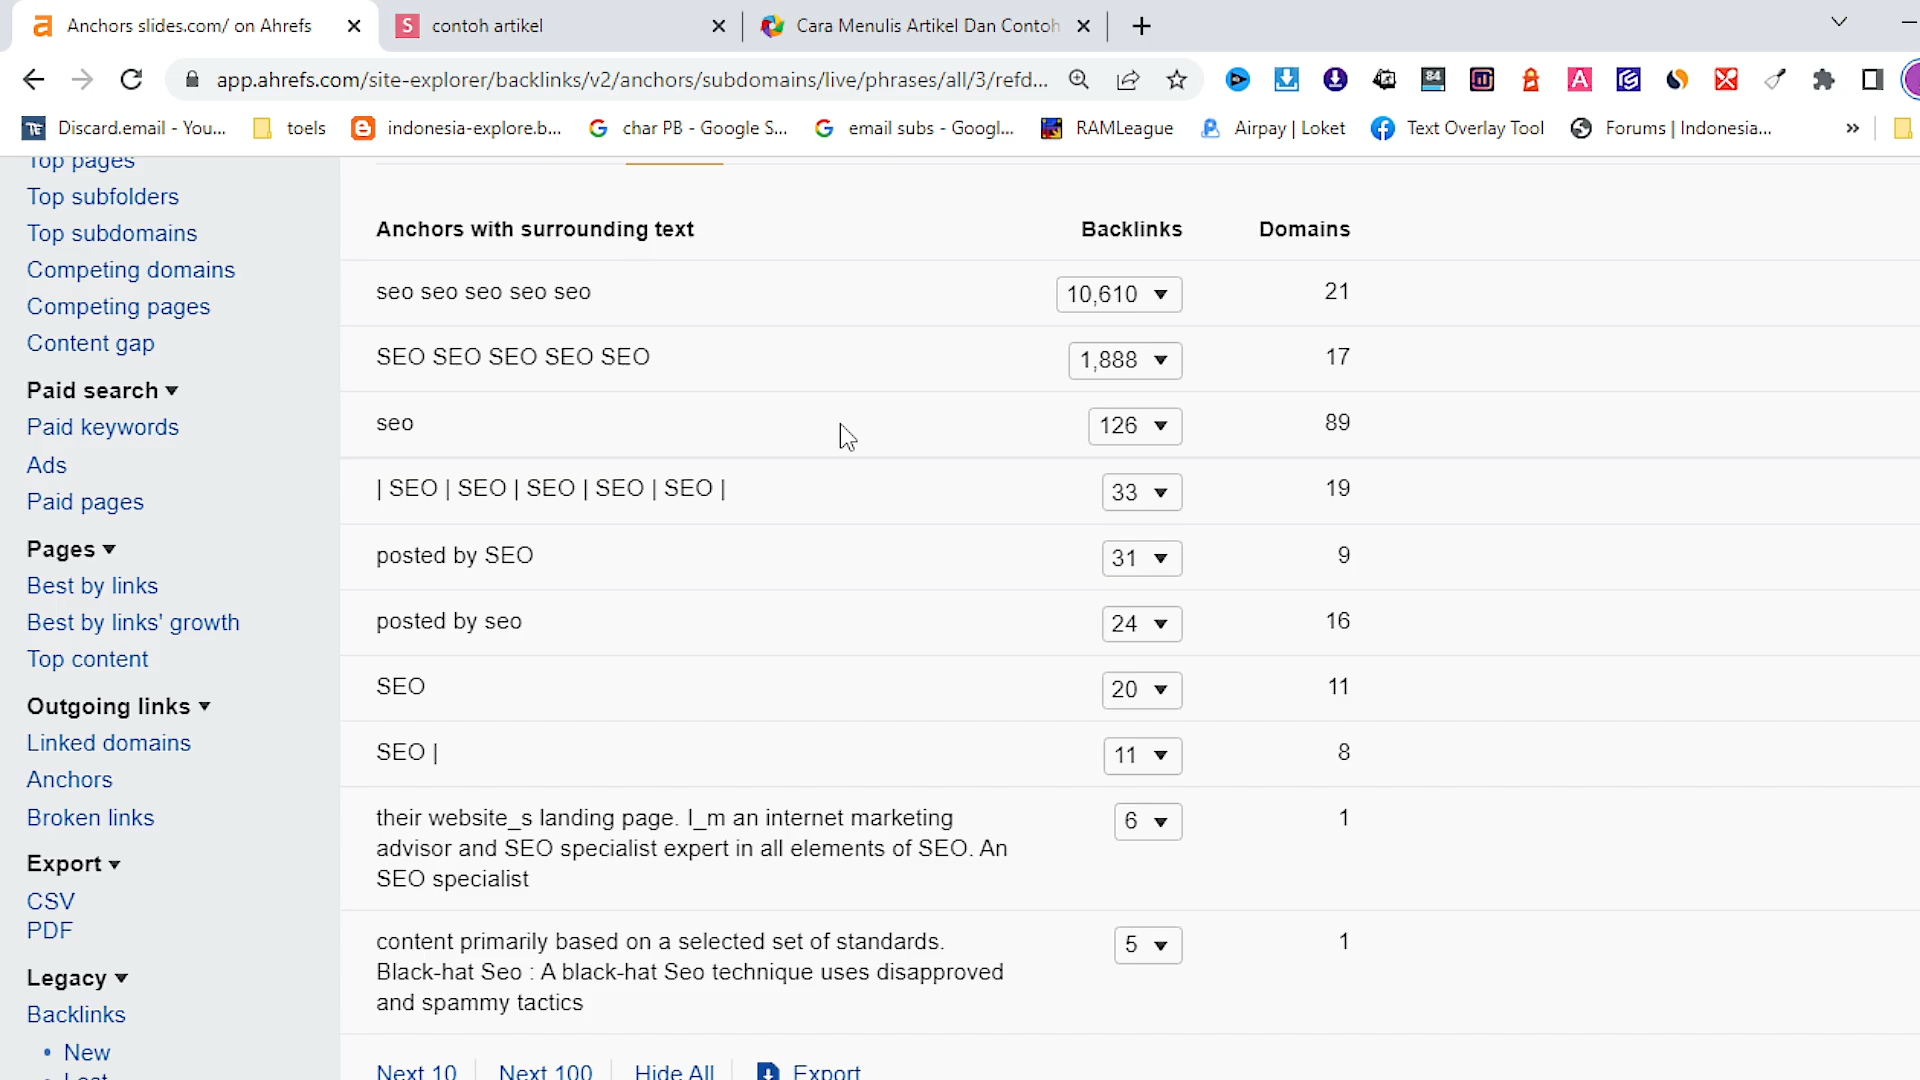 Anchors slides.com/ on Ahrefs
S contoh artikel
Cara Menulis Artikel Dan Contoh
app.ahrefs.com/site-explorer/backlinks/v2/anchors/subdomains/live/phrases/all/3/refd...
84
A
TE Discard.email - You...
toels
indonesia-explore.b...
char PB - Google S...
email subs - Googl...
RAMLeague
Airpay | Loket
Text Overlay Tool
Forums | Indonesia...
»
Top pages
Top subfolders
Top subdomains
Competing domains
Competing pages
Content gap
Paid search
Paid keywords
Ads
Paid pages
Pages
Best by links
Best by links' growth
Top content
Outgoing links
Linked domains
Anchors
Broken links
Export
CSV
PDF
Legacy
Backlinks
• New
Anchors with surrounding text Backlinks Domains
seo seo seo seo seo 10,610 21
SEO SEO SEO SEO SEO 1,888 17
seo 126 89
| SEO | SEO | SEO | SEO | SEO | 33 19
posted by SEO 31 9
posted by seo 24 16
SEO 20 11
SEO | 11 8
their website_s landing page. I_m an internet marketing 6 1
advisor and SEO specialist expert in all elements of SEO. An
SEO specialist
content primarily based on a selected set of standards. 5 1
Black-hat Seo : A black-hat Seo technique uses disapproved
and spammy tactics
Next 10 Next 100 Hide All Export